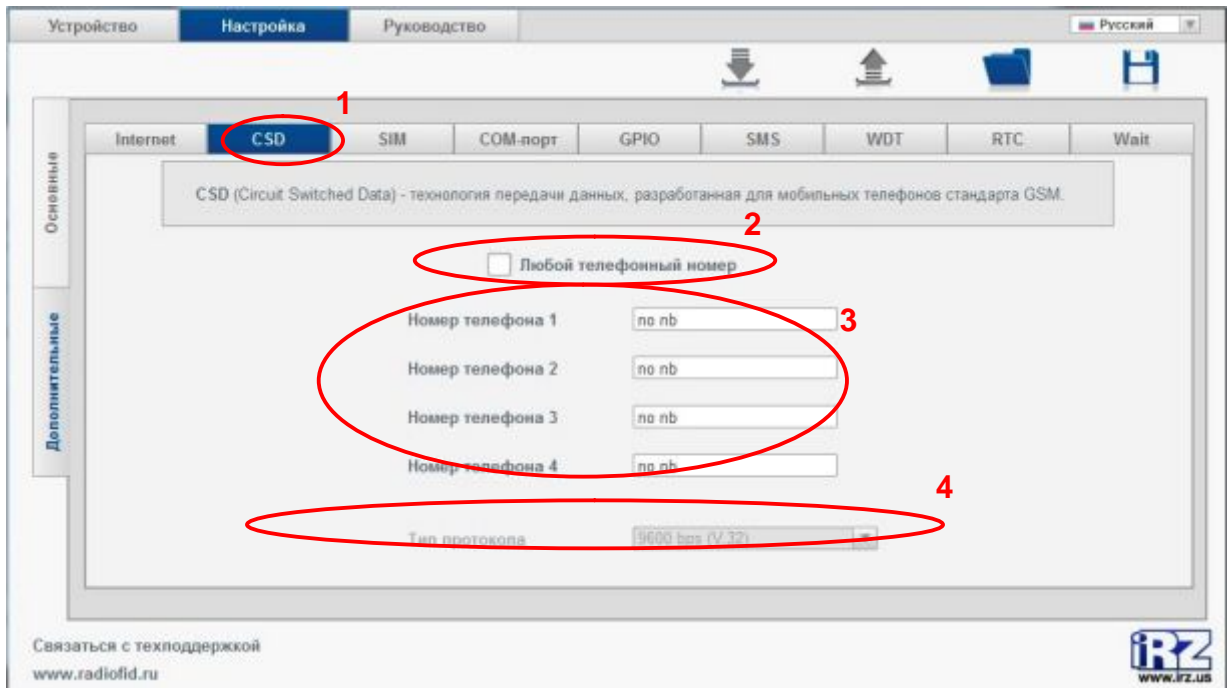 Устройство Настройка Руководство Русский
1
Internet CSD SIM COM-порт GPIO SMS WDT RTC Wait
Основные
CSD (Circuit Switched Data) - технология передачи данных, разработанная для мобильных телефонов стандарта GSM.
2
Любой телефонный номер
Номер телефона 1 no nb 3
Дополнительные
Номер телефона 2 no nb
Номер телефона 3 no nb
Номер телефона 4 no nb
4
Тип протокола 9600 bps (V.32)
Связаться с техподдержкой
www.radiofid.ru
iRZ
www.irz.us